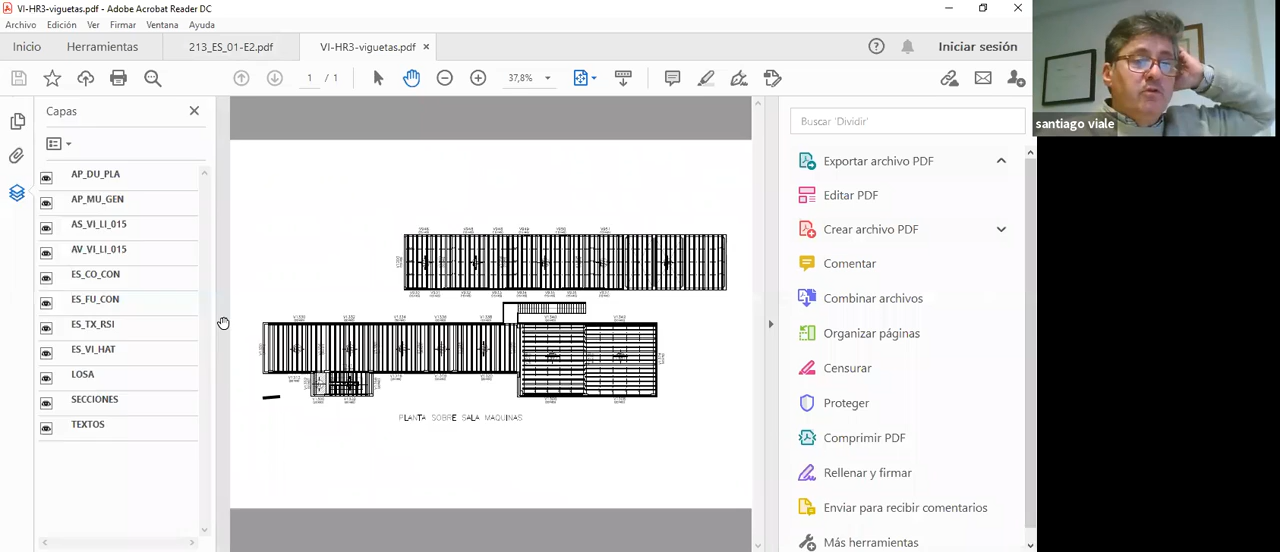 VI-HR3-viguetas.pdf - Adobe Acrobat Reader DC
Archivo Edición Ver Firmar Ventana Ayuda
Inicio Herramientas 213_ES_01-E2.pdf VI-HR3-viguetas.pdf × Iniciar sesión
1 / 1 37,8%
Capas
AP_DU_PLA
AP_MU_GEN
AS_VI_LI_015
AV_VI_LI_015
ES_CO_CON
ES_FU_CON
ES_TX_RSI
ES_VI_HAT
LOSA
SECCIONES
TEXTOS
PLANTA SOBRE SALA MAQUINAS
Buscar 'Dividir'
Exportar archivo PDF
Editar PDF
Crear archivo PDF
Comentar
Combinar archivos
Organizar páginas
Censurar
Proteger
Comprimir PDF
Rellenar y firmar
Enviar para recibir comentarios
Más herramientas
santiago viale